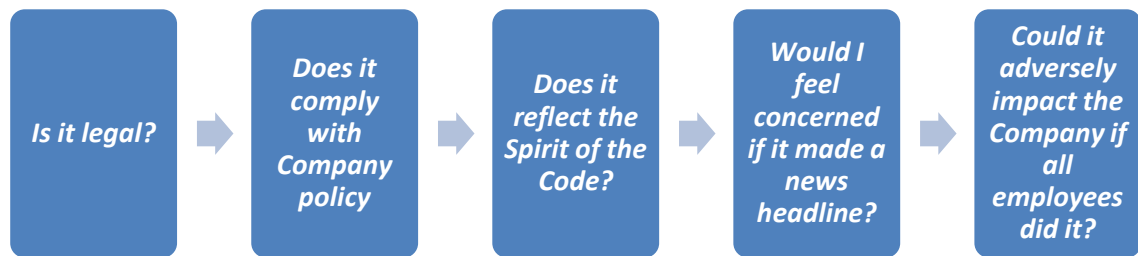 Is it legal?
Does it
comply
with
Company
policy
Does it
reflect the
Spirit of the
Code?
Would I
feel
concerned
if it made a
news
headline?
Could it
adversely
impact the
Company if
all
employees
did it?